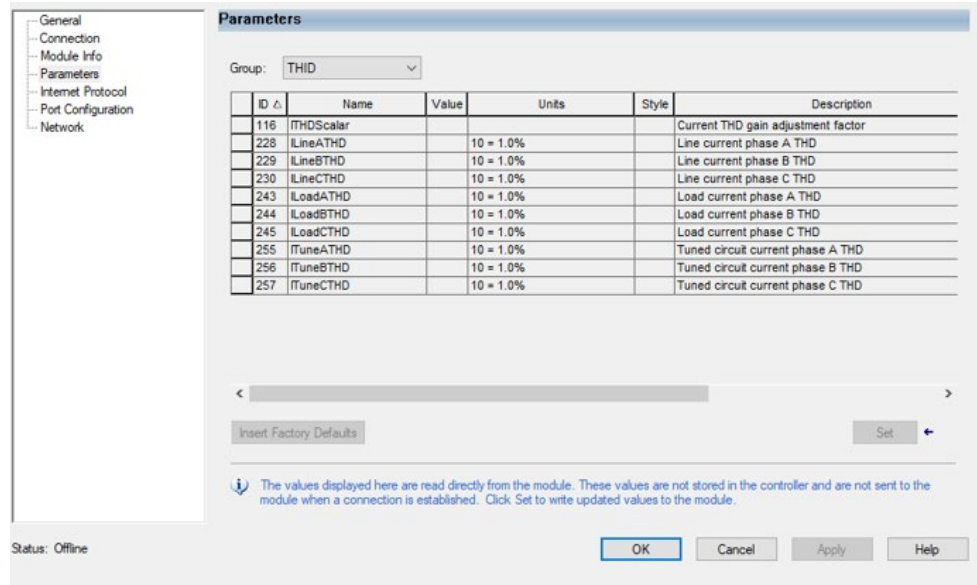 General
Connection
Module Info
Parameters
Internet Protocol
Port Configuration
Network
Parameters
Group: THID
ID Name Value Units Style Description
116 ITHDScalar Current THD gain adjustment factor
228 ILineATHD 10 = 1.0% Line current phase A THD
229 ILineBTHD 10 = 1.0% Line current phase B THD
230 ILineCTHD 10 = 1.0% Line current phase C THD
243 ILoadATHD 10 = 1.0% Load current phase A THD
244 ILoadBTHD 10 = 1.0% Load current phase B THD
245 ILoadCTHD 10 = 1.0% Load current phase C THD
255 ITuneATHD 10 = 1.0% Tuned circuit current phase A THD
256 ITuneBTHD 10 = 1.0% Tuned circuit current phase B THD
257 ITuneCTHD 10 = 1.0% Tuned circuit current phase C THD
Insert Factory Defaults Set
The values displayed here are read directly from the module. These values are not stored in the controller and are not sent to the
module when a connection is established. Click Set to write updated values to the module.
Status: Offline OK Cancel Apply Help